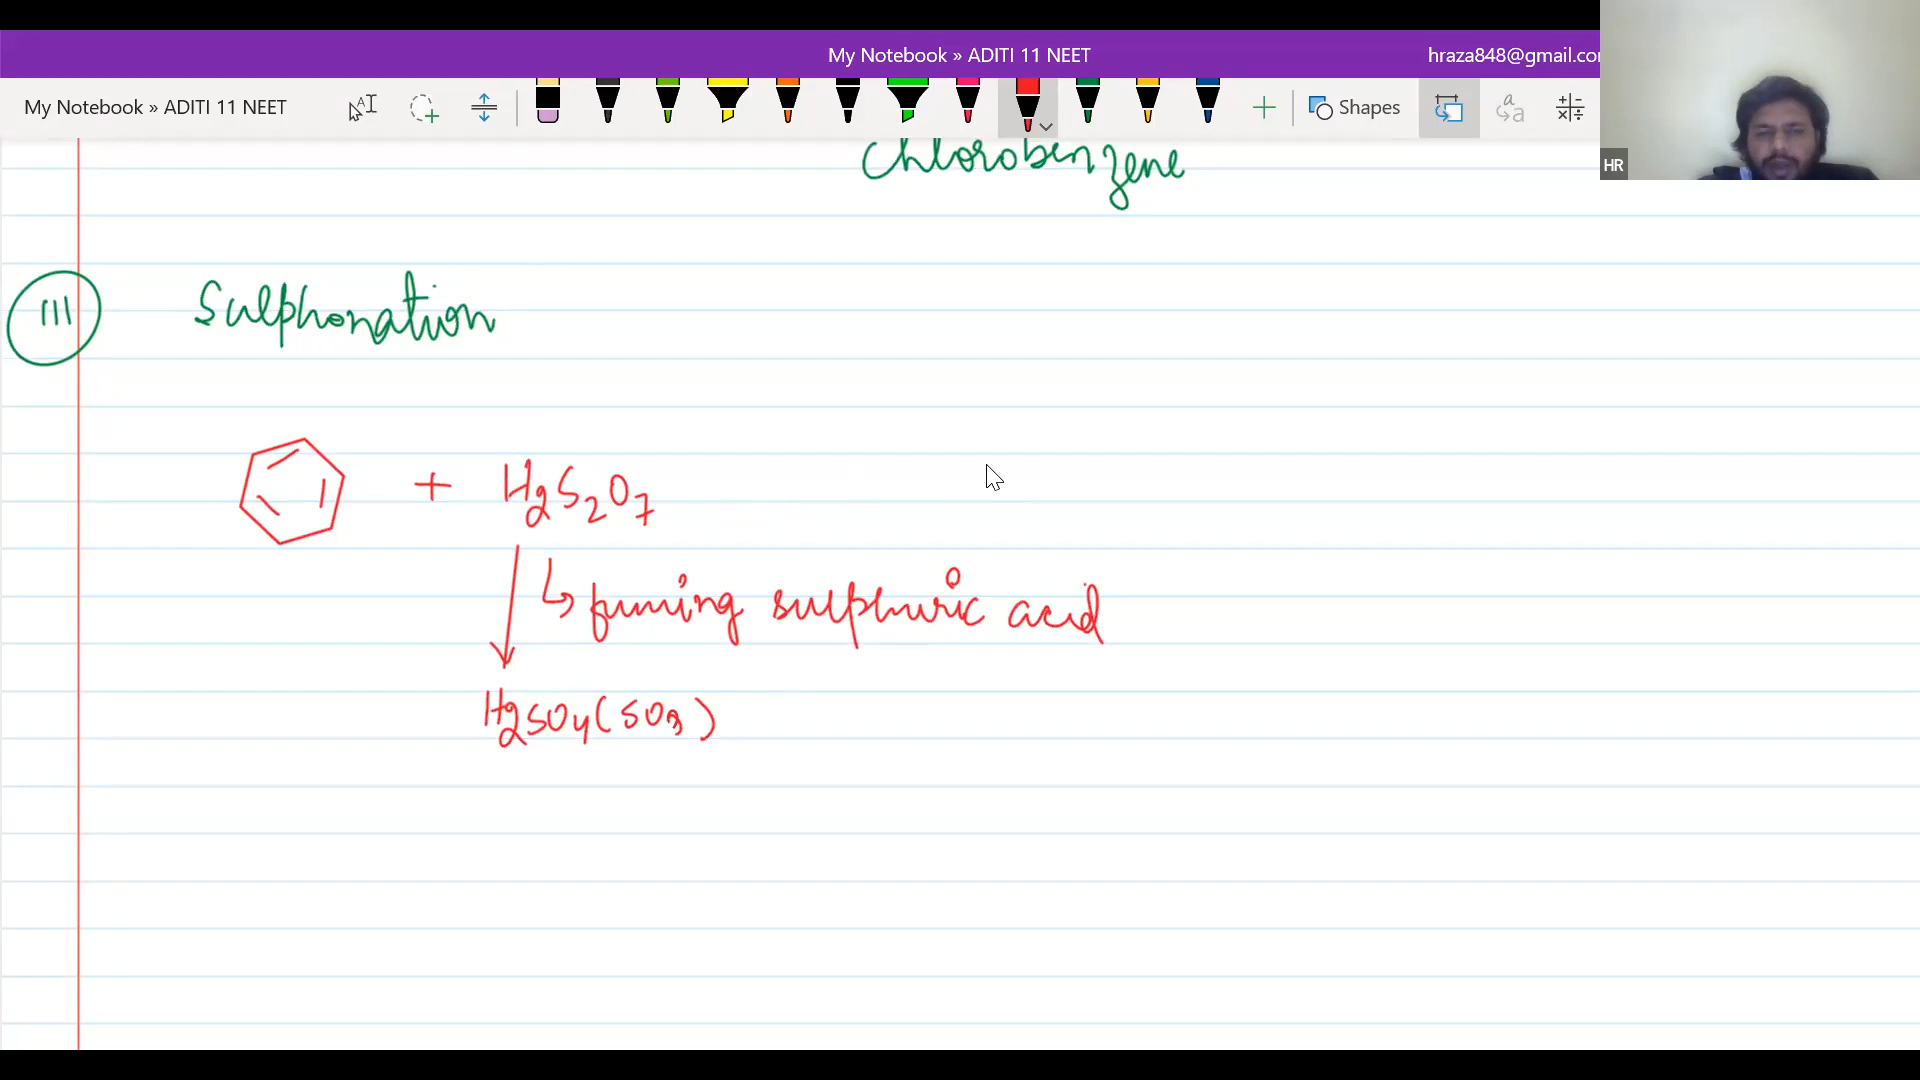 My Notebook » ADITI 11 NEET
hraza848@gmail.co
My Notebook » ADITI 11 NEET
Shapes
HR
Chlorobenzene
III Sulphonation
+ H2S2O7
fuming sulphuric acid
H2SO4(SO3)